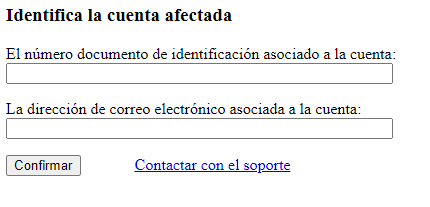 Identifica la cuenta afectada
El número documento de identificación asociado a la cuenta:
La dirección de correo electrónico asociada a la cuenta:
Confirmar Contactar con el soporte